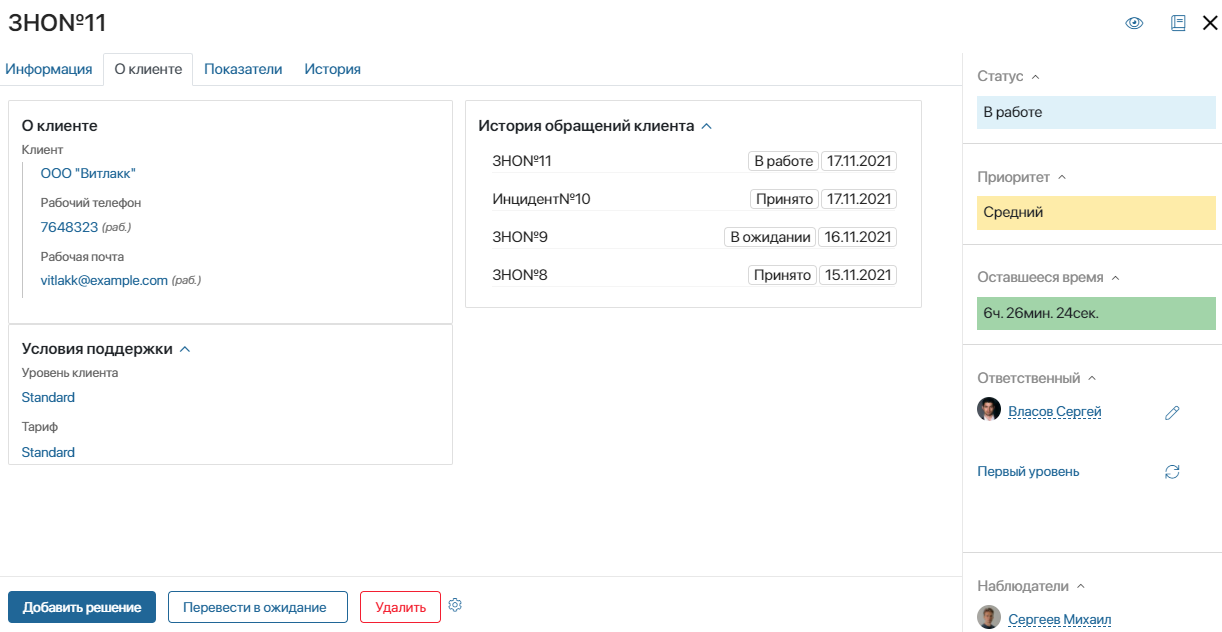 ЗНО№11
Информация
О клиенте
Показатели
История
О клиенте
Клиент
ООО "Витлакк"
Рабочий телефон
7648323 (раб.)
Рабочая почта
vitlakk@example.com (раб.)
Условия поддержки
Уровень клиента
Standard
Тариф
Standard
История обращений клиента
ЗНО№11 В работе 17.11.2021
Инцидент№10 Принято 17.11.2021
ЗНО№9 В ожидании 16.11.2021
ЗНО№8 Принято 15.11.2021
Добавить решение
Перевести в ожидание
Удалить
Статус
В работе
Приоритет
Средний
Оставшееся время
6ч. 26мин. 24сек.
Ответственный
Власов Сергей
Первый уровень
Наблюдатели
Сергеев Михаил